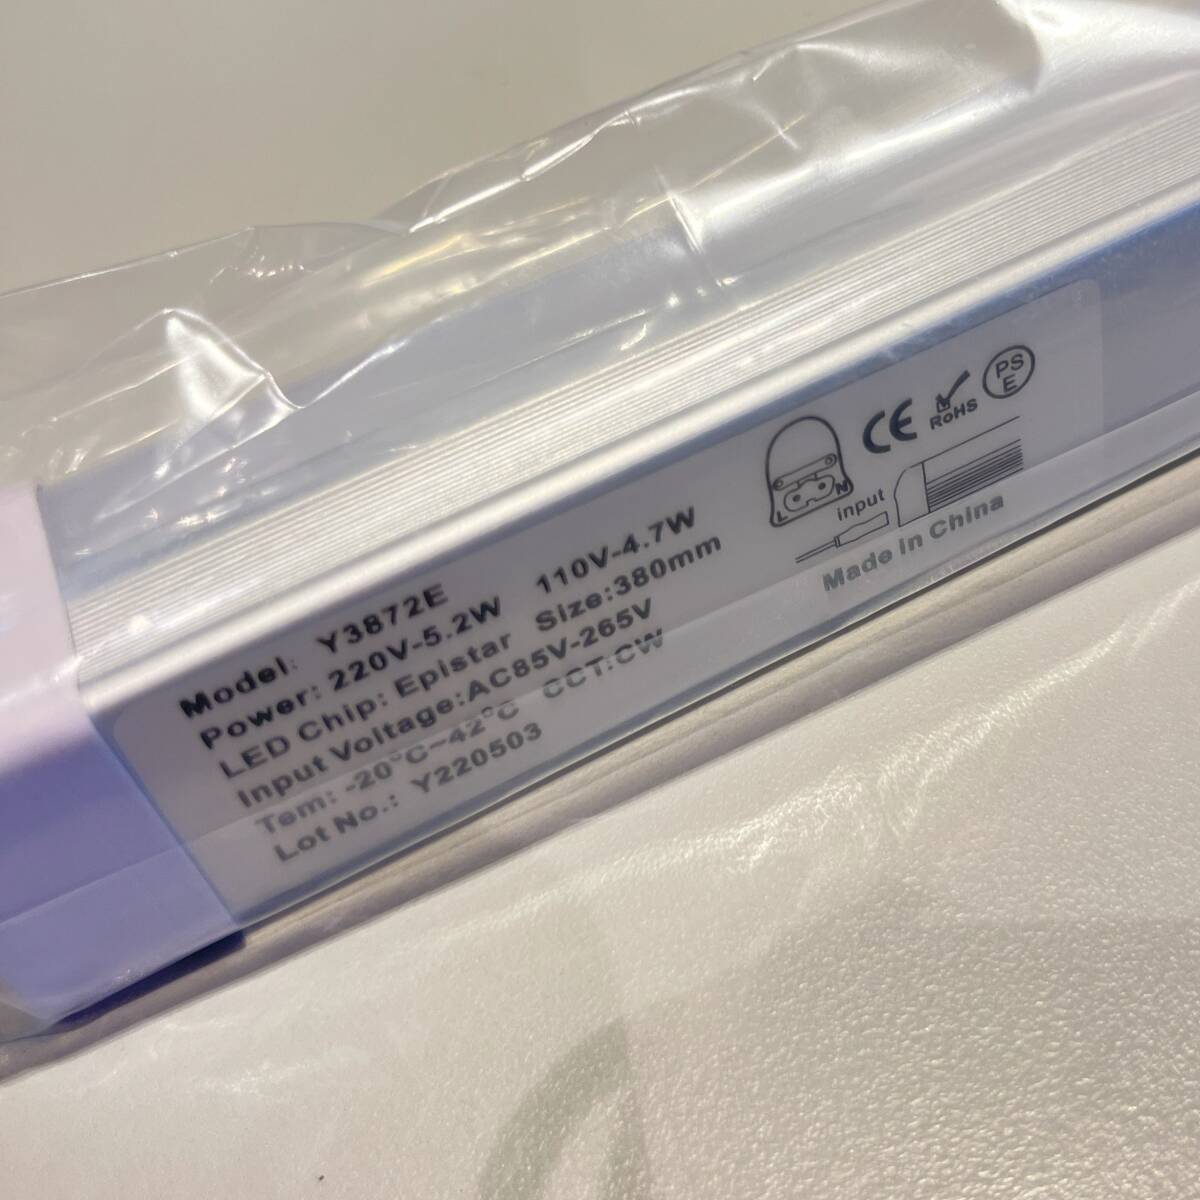 Model: Y3872E
Power: 220V-5.2W 110V-4.7W
LED Chip: Epistar Size:380mm
Input Voltage:AC85V-265V
Tem: -20°C~42°C CCT:CW
Lot No.: Y220503
L N
input
CE
RoHS
PS
E
Made In China